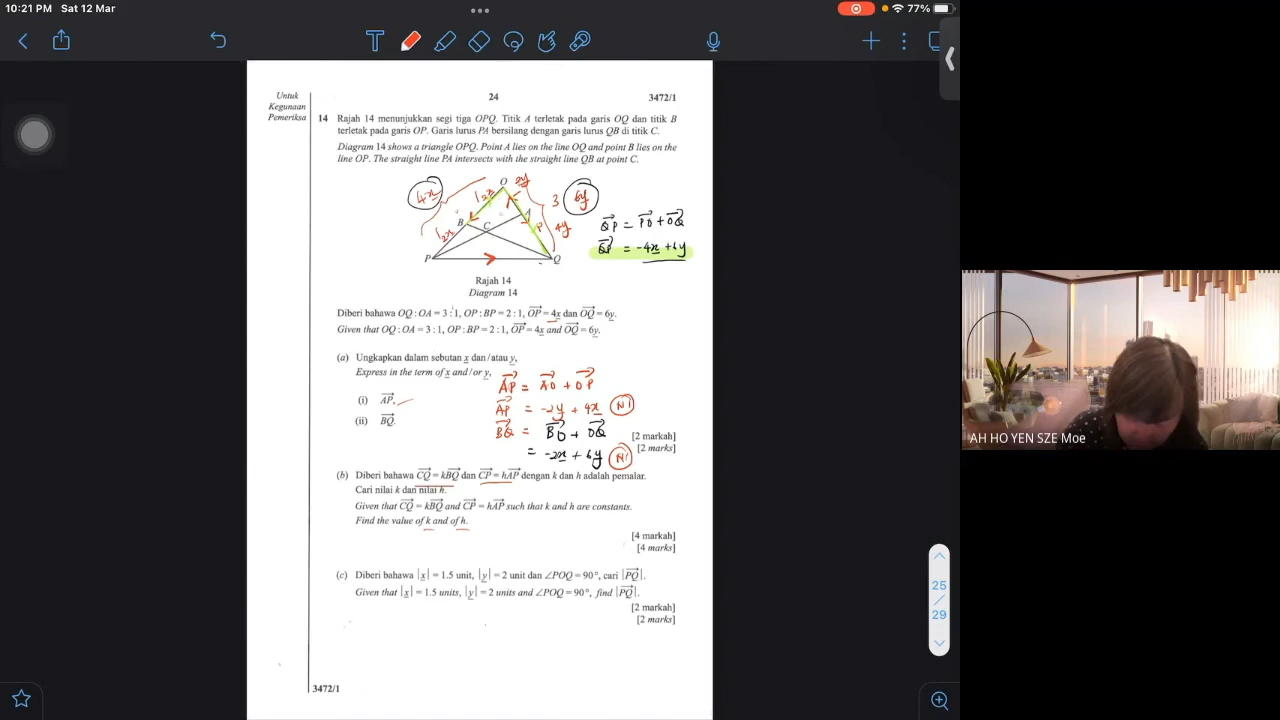 10:21 PM Sat 12 Mar
77%
Untuk
Kegunaan
Pemeriksa
24
3472/1
14 Rajah 14 menunjukkan segi tiga OPQ. Titik A terletak pada garis OQ dan titik B
terletak pada garis OP. Garis lurus PA bersilang dengan garis lurus QB di titik C.
Diagram 14 shows a triangle OPQ. Point A lies on the line OQ and point B lies on the
line OP. The straight line PA intersects with the straight line QB at point C.
O 2y
4x 2x 3 6y
B C A
2x 4y
P Q
QP = PO + OQ
QP = -4x + 6y
Rajah 14
Diagram 14
Diberi bahawa OQ : OA = 3 : 1, OP : BP = 2 : 1, OP = 4x dan OQ = 6y.
Given that OQ : OA = 3 : 1, OP : BP = 2 : 1, OP = 4x and OQ = 6y.
(a) Ungkapkan dalam sebutan x dan/atau y,
Express in the term of x and/or y,
AP = AO + OP
(i) AP,
AP = -2y + 4x N1
(ii) BQ.
BQ = BO + OQ
[2 markah]
[2 marks]
= -2x + 6y N1
(b) Diberi bahawa CQ = kBQ dan CP = hAP dengan k dan h adalah pemalar.
Cari nilai k dan nilai h.
Given that CQ = kBQ and CP = hAP such that k and h are constants.
Find the value of k and of h.
[4 markah]
[4 marks]
(c) Diberi bahawa |x| = 1.5 unit, |y| = 2 unit dan ∠POQ = 90°, cari |PQ|.
Given that |x| = 1.5 units, |y| = 2 units and ∠POQ = 90°, find |PQ|.
[2 markah]
[2 marks]
3472/1
25
/
29
AH HO YEN SZE Moe